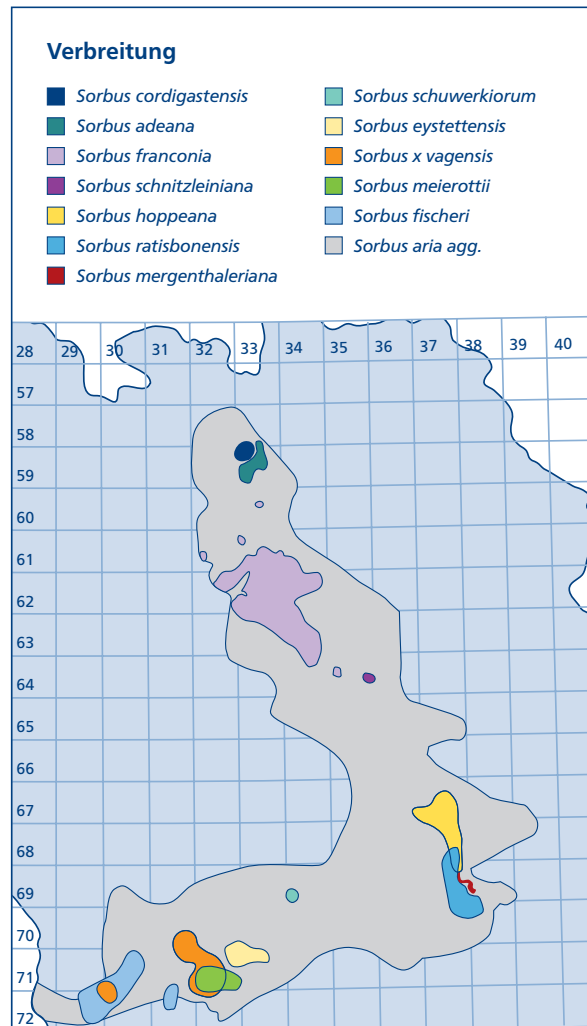 Verbreitung
Sorbus cordigastensis
Sorbus adeana
Sorbus franconia
Sorbus schnitzleiniana
Sorbus hoppeana
Sorbus ratisbonensis
Sorbus mergenthaleriana
Sorbus schuwerkiorum
Sorbus eystettensis
Sorbus x vagensis
Sorbus meierottii
Sorbus fischeri
Sorbus aria agg.
28 29 30 31 32 33 34 35 36 37 38 39 40
57
58
59
60
61
62
63
64
65
66
67
68
69
70
71
72